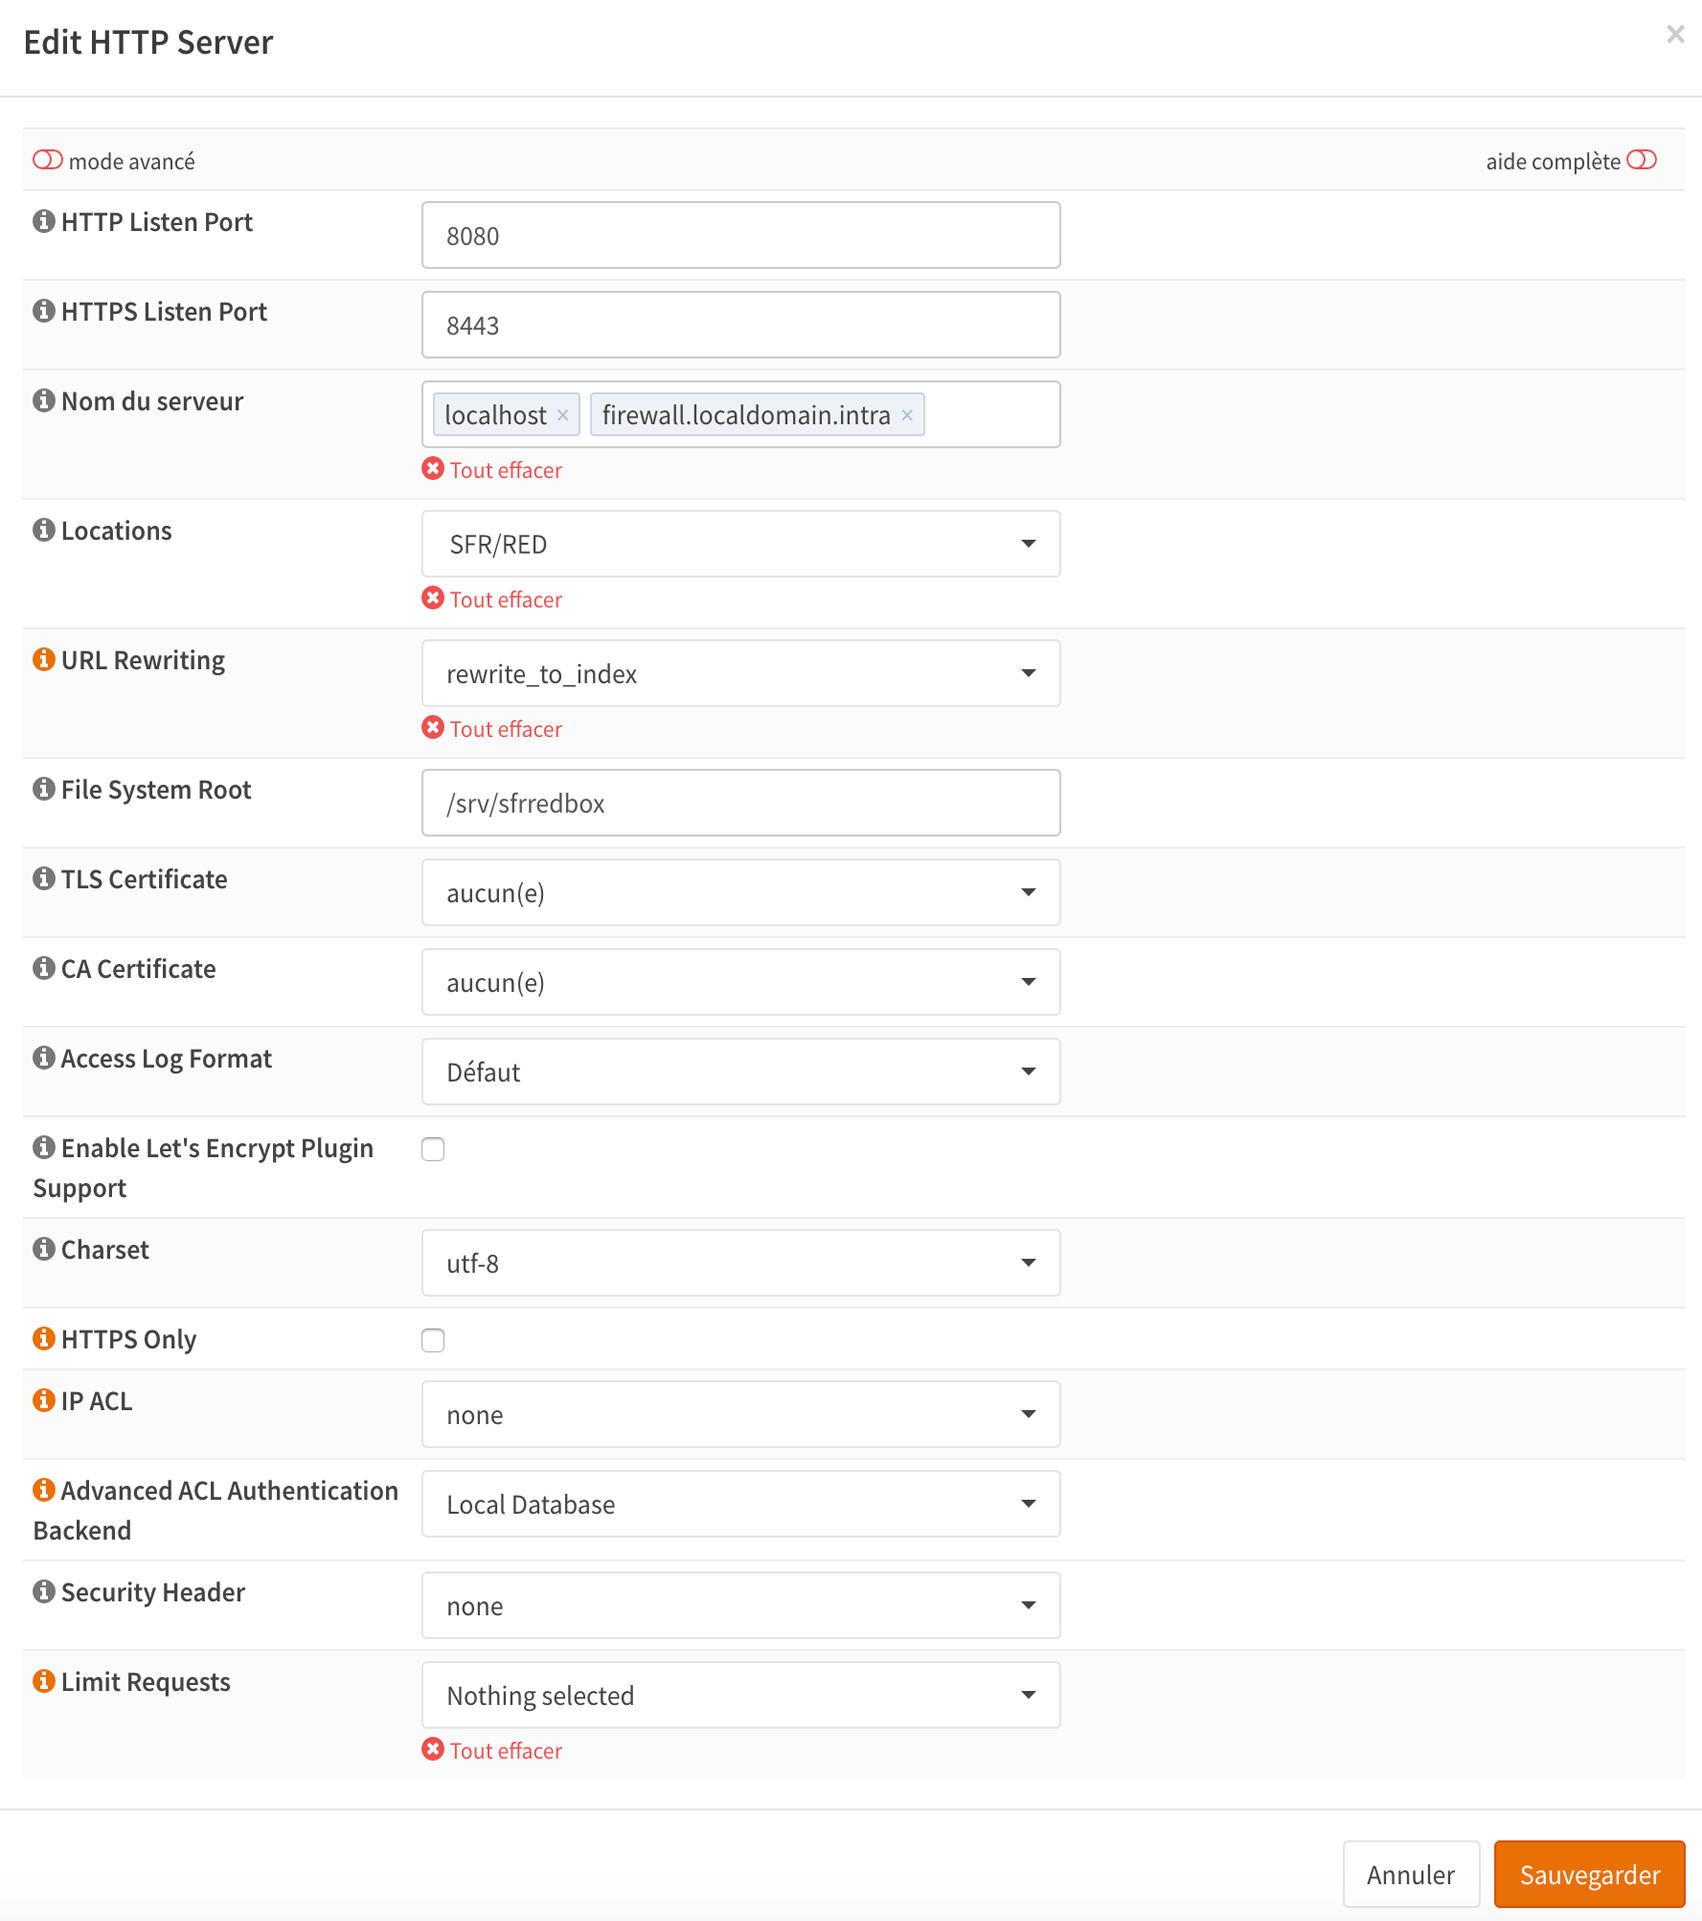 Edit HTTP Server
×
mode avancé
aide complète
HTTP Listen Port
8080
HTTPS Listen Port
8443
Nom du serveur
localhost × firewall.localdomain.intra ×
Tout effacer
Locations
SFR/RED
Tout effacer
URL Rewriting
rewrite_to_index
Tout effacer
File System Root
/srv/sfrredbox
TLS Certificate
aucun(e)
CA Certificate
aucun(e)
Access Log Format
Défaut
Enable Let's Encrypt Plugin
Support
Charset
utf-8
HTTPS Only
IP ACL
none
Advanced ACL Authentication
Backend
Local Database
Security Header
none
Limit Requests
Nothing selected
Tout effacer
Annuler
Sauvegarder